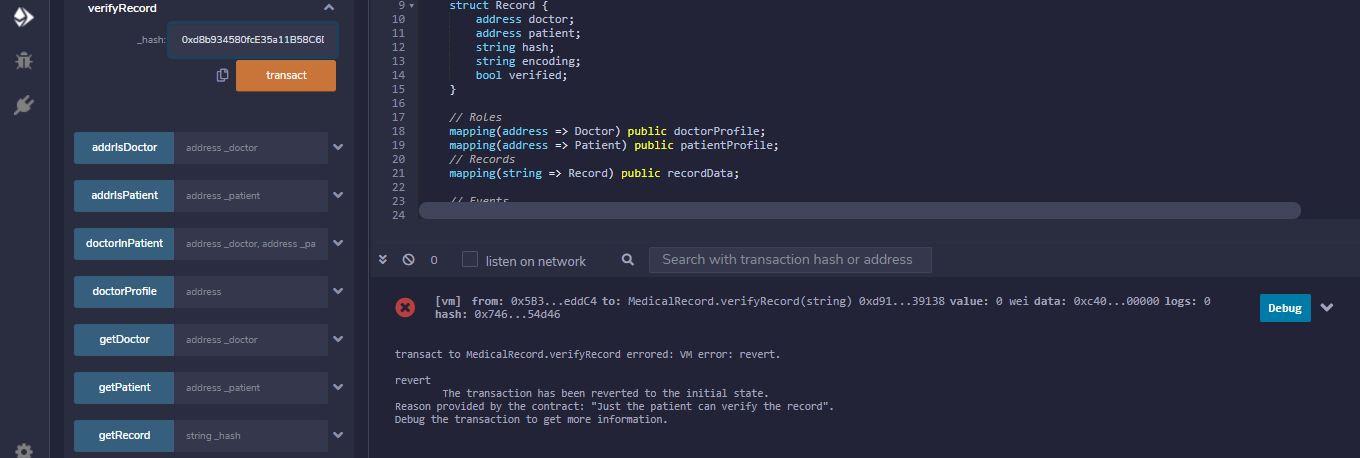 verifyRecord
_hash:
0xd8b934580fcE35a11B58C6
transact
addrIsDoctor
address _doctor
addrIsPatient
address _patient
doctorInPatient
address _doctor, address _pa
doctorProfile
address
getDoctor
address _doctor
getPatient
address _patient
getRecord
string _hash
9 struct Record {
10 address doctor;
11 address patient;
12 string hash;
13 string encoding;
14 bool verified;
15 }
16
17 // Roles
18 mapping(address => Doctor) public doctorProfile;
19 mapping(address => Patient) public patientProfile;
20 // Records
21 mapping(string => Record) public recordData;
22
23 // Events
24
0
listen on network
Search with transaction hash or address
[vm] from: 0x5B3...eddC4 to: MedicalRecord.verifyRecord(string) 0xd91...39138 value: 0 wei data: 0xc40...00000 logs: 0
hash: 0x746...54d46
Debug
transact to MedicalRecord.verifyRecord errored: VM error: revert.
revert
The transaction has been reverted to the initial state.
Reason provided by the contract: "Just the patient can verify the record".
Debug the transaction to get more information.